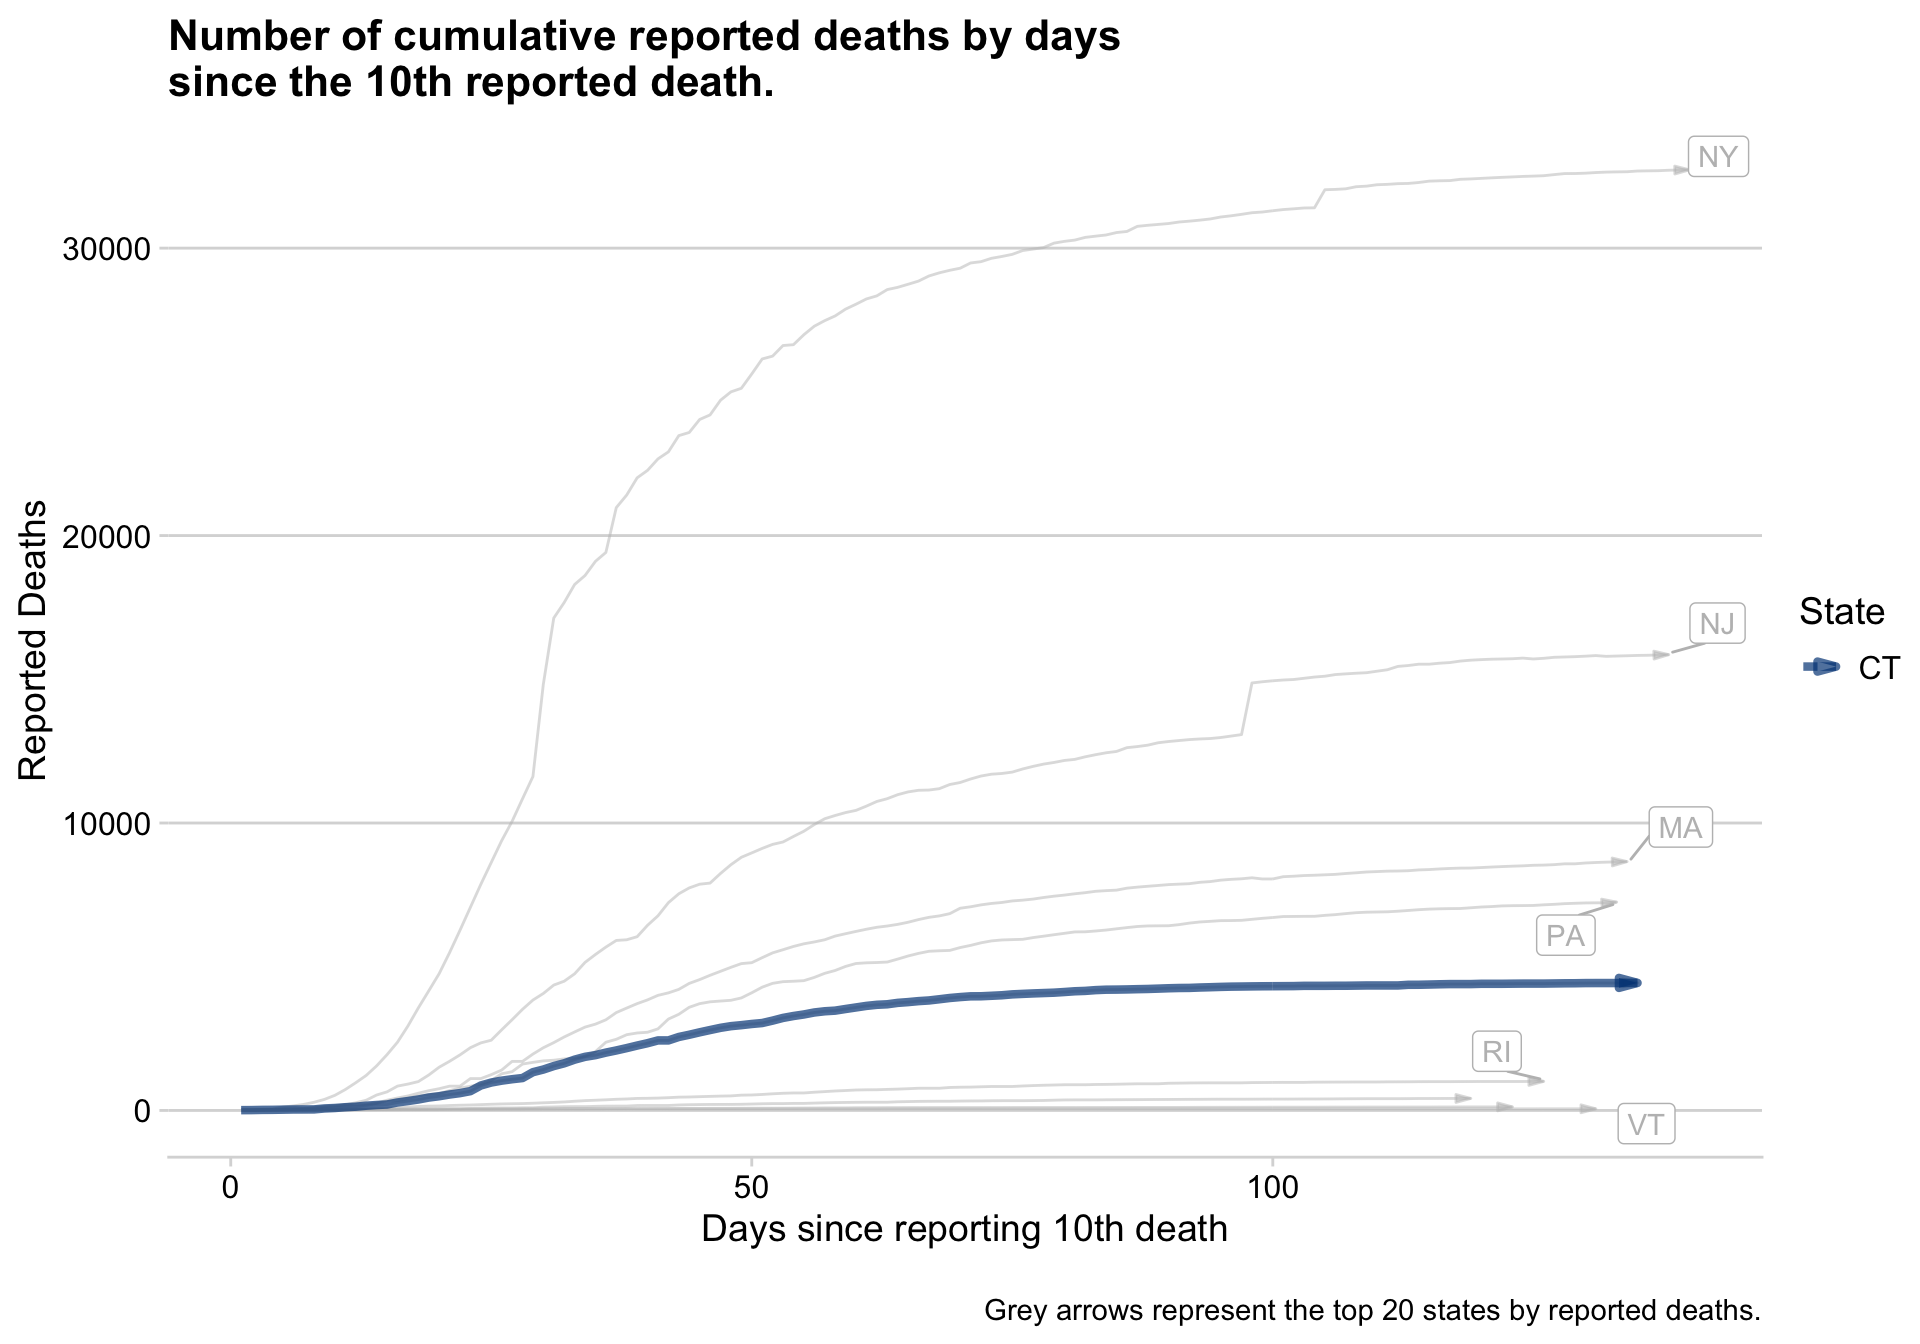 Number of cumulative reported deaths by days
since the 10th reported death.
NY
30000
20000
NJ
State
CT
Reported Deaths
10000
MA
PA
RI
0
VT
0 50 100
Days since reporting 10th death
Grey arrows represent the top 20 states by reported deaths.